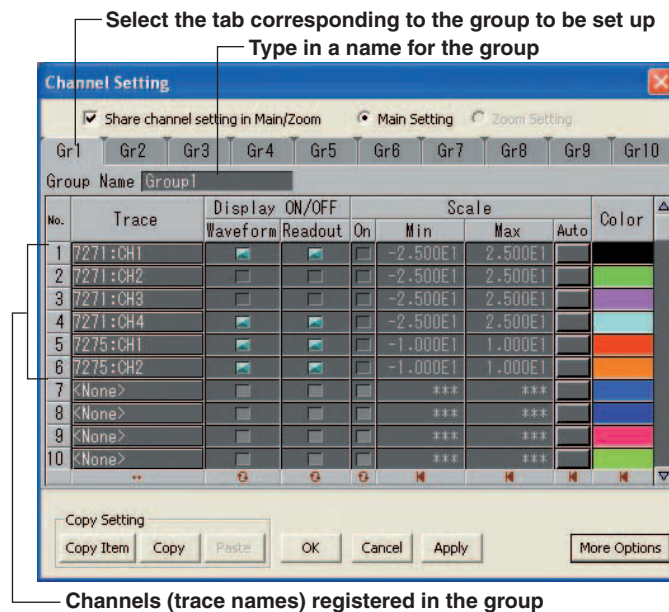 Select the tab corresponding to the group to be set up
Type in a name for the group
Channel Setting
Share channel setting in Main/Zoom Main Setting Zoom Setting
Gr1 Gr2 Gr3 Gr4 Gr5 Gr6 Gr7 Gr8 Gr9 Gr10
Group Name Group1
No. Trace Display ON/OFF Scale Color
Waveform Readout On Min Max Auto
1 7271:CH1 -2.500E1 2.500E1
2 7271:CH2 -2.500E1 2.500E1
3 7271:CH3 -2.500E1 2.500E1
4 7271:CH4 -2.500E1 2.500E1
5 7275:CH1 -1.000E1 1.000E1
6 7275:CH2 -1.000E1 1.000E1
7 <None> *** ***
8 <None> *** ***
9 <None> *** ***
10 <None> *** ***
Copy Setting
Copy Item Copy Paste OK Cancel Apply More Options
Channels (trace names) registered in the group